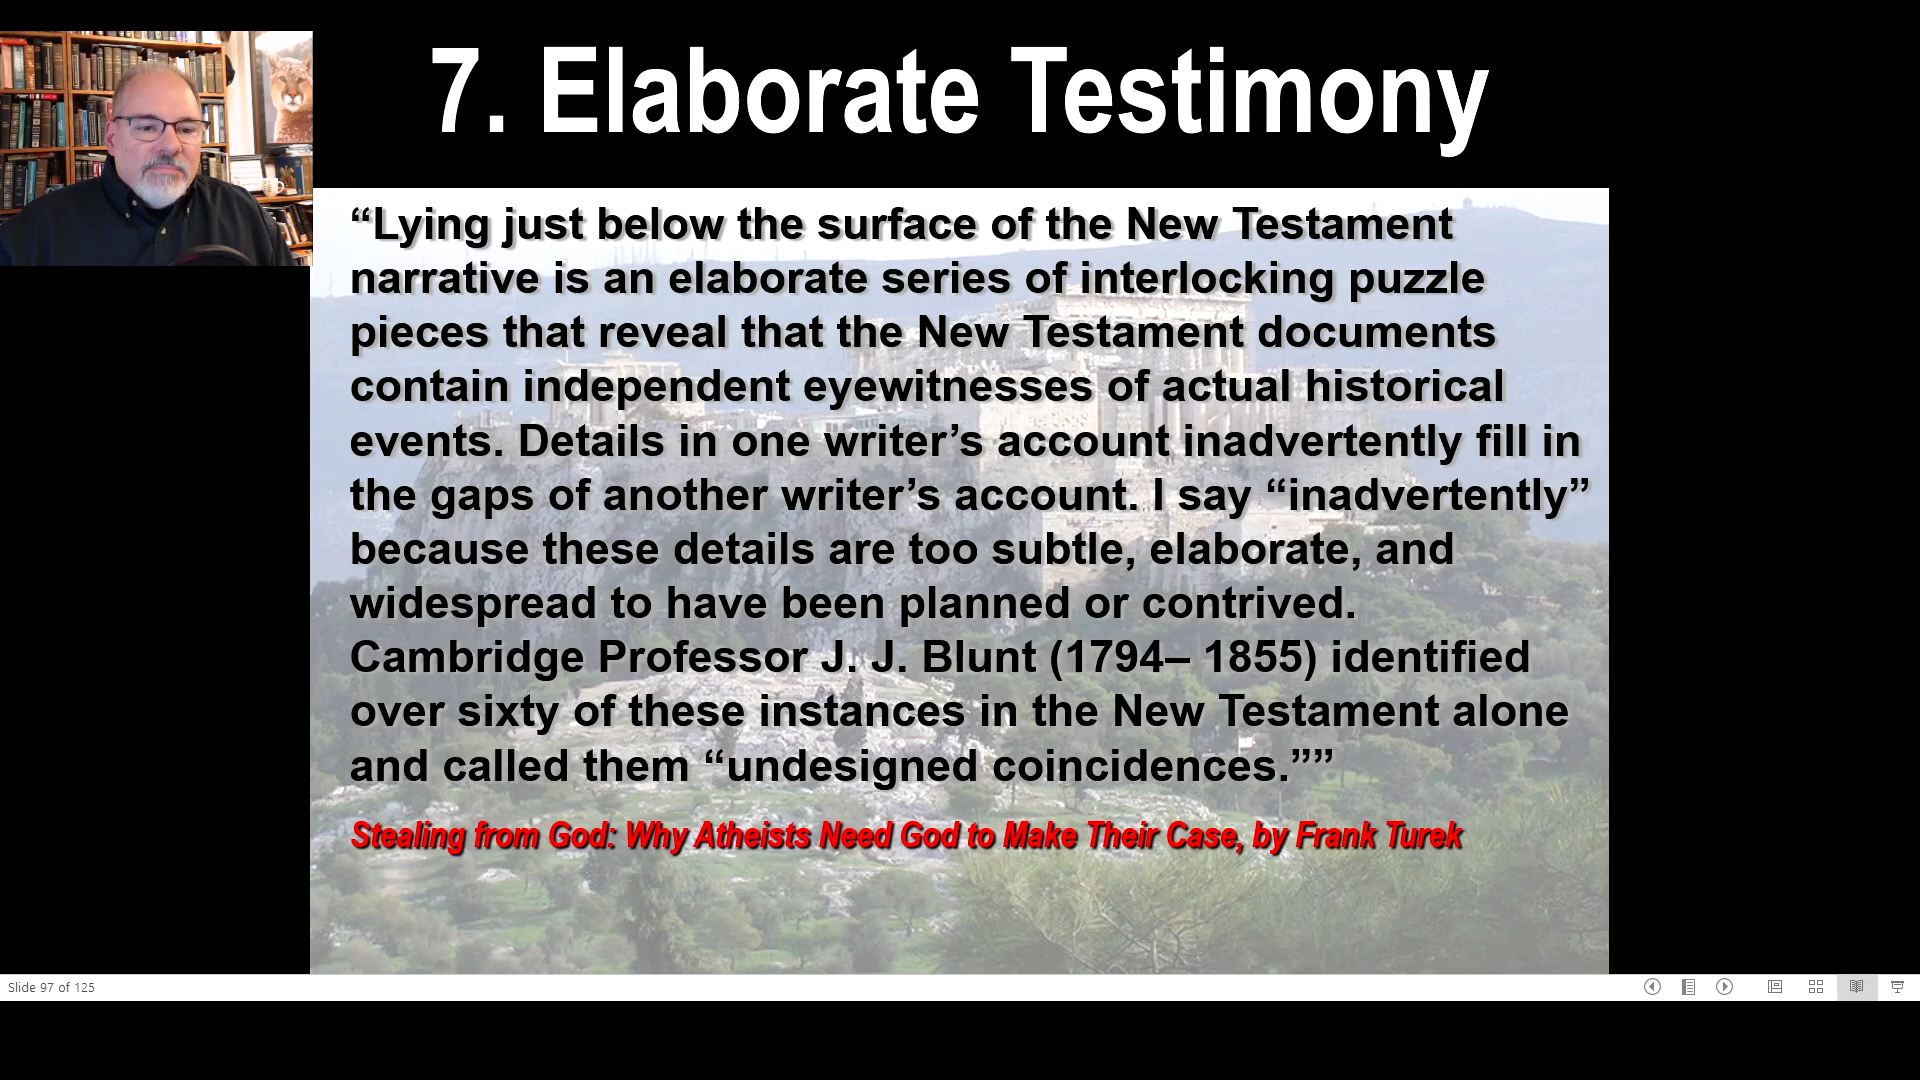 7. Elaborate Testimony
“Lying just below the surface of the New Testament
narrative is an elaborate series of interlocking puzzle
pieces that reveal that the New Testament documents
contain independent eyewitnesses of actual historical
events. Details in one writer’s account inadvertently fill in
the gaps of another writer’s account. I say “inadvertently”
because these details are too subtle, elaborate, and
widespread to have been planned or contrived.
Cambridge Professor J. J. Blunt (1794– 1855) identified
over sixty of these instances in the New Testament alone
and called them “undesigned coincidences.””
Stealing from God: Why Atheists Need God to Make Their Case, by Frank Turek
Slide 97 of 125